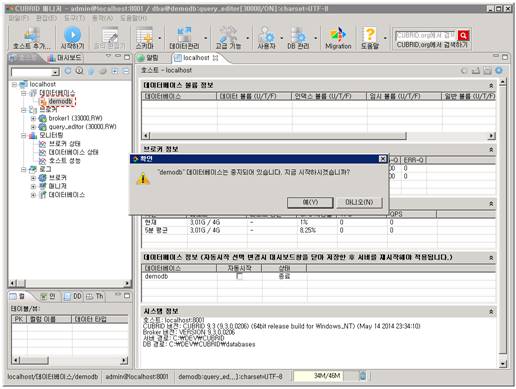 CUBRID 매니저 - admin@localhost:8001 / dba@demodb:query_editor[30000/ON]:charset=UTF-8
파일(F) 편집(E) 도구(T) 동작(A) 도움말(H)
호스트 추가... 시작하기 스키마 데이터관리 고급 기능 사용자 DB 관리 Migration 도움말
CUBRID.org에서 검색하기
CUBRID.org에서 검색하기
호스트 대시보드
localhost
데이터베이스
demodb
브로커
broker1 (33000,RW)
query_editor (30000,RW)
모니터링
브로커 상태
데이터베이스 상태
호스트 성능
로그
브로커
매니저
데이터베이스
컬 인 DD Th
테이블/뷰:
PK 컬럼 이름 데이터 타입
알림 localhost
호스트 - localhost
데이터베이스 볼륨 정보
데이터베이스 데이터 볼륨 (U/T/F) 인덱스 볼륨 (U/T/F) 임시 볼륨 (U/T/F) 일반 볼륨 (U/T/F)
브로커 정보
ERR-Q
확인
"demodb" 데이터베이스는 중지되어 있습니다. 지금 시작하시겠습니까?
예(Y) 아니오(N)
QPS
현재 3,01G / 4G - 1% 0 0
5분 평균 3,01G / 4G - 8,25% 0 0
데이터베이스 정보 (자동시작 선택 변경시 대시보드창을 닫아 저장한 후 서버를 재시작해야 적용됩니다.)
데이터베이스 자동시작 상태
demodb 종료
시스템 정보
호스트: localhost:8001
CUBRID 버전: CUBRID 9,3 (9,3,0,0206) (64bit release build for Windows_NT) (May 14 2014 23:34:10)
Broker 버전: VERSION 9,3,0,0206
서버 경로: C:₩DEV₩CUBRID
DB 경로: C:₩DEV₩CUBRID₩databases
localhost/데이터베이스/demodb admin@localhost:8001 demodb:query_ed,,,]:charset=UTF-8 34M/46M